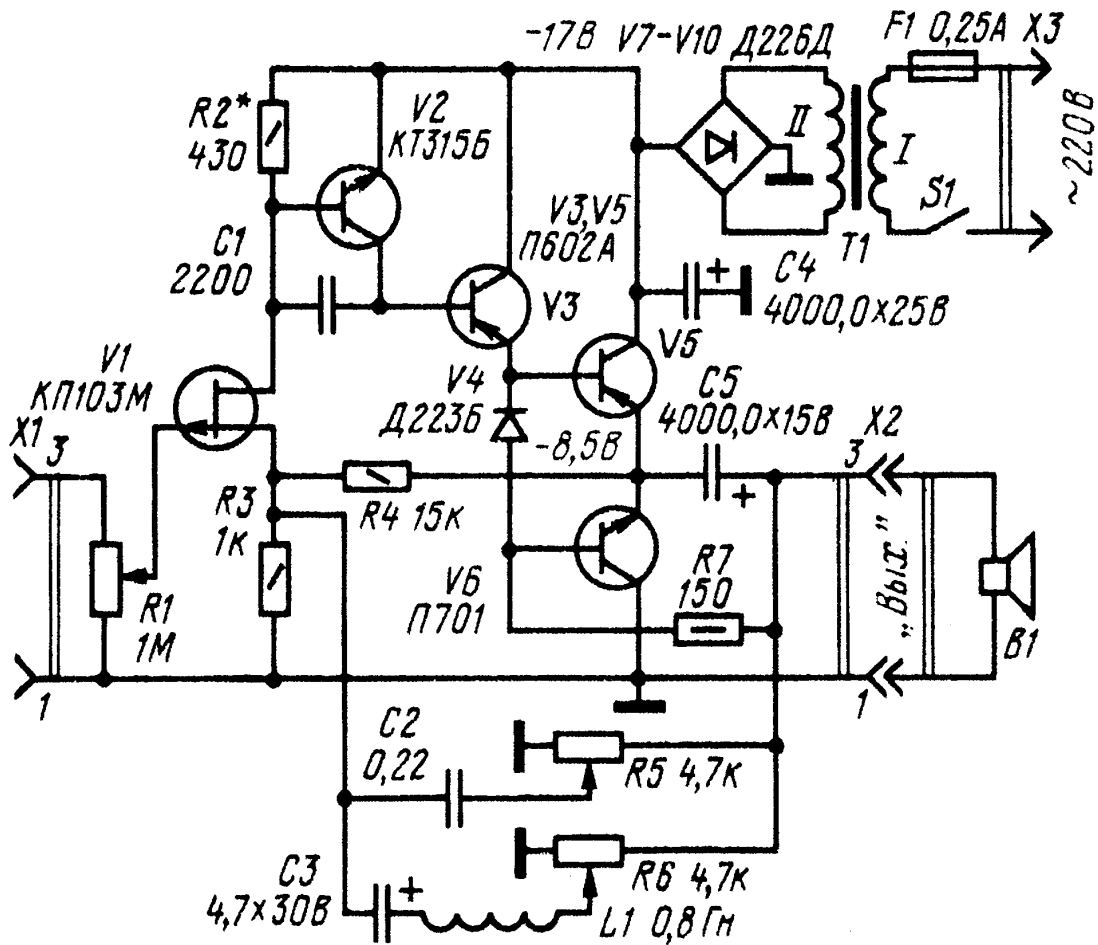 -17В V7-V10 Д226Д
F1 0,25А X3
R2*
430
V2
КТ315Б
II
I
~220В
S1
T1
C1
2200
V3,V5
П602А
V3
C4
4000,0×25В
V1
КП103М
V4
Д223Б
V5
C5
4000,0×15В
-8,5В
X1
3
3
X2
R3
1к
R4 15к
R1
1М
V6
П701
R7
150
„Вых."
В1
1
1
C2
0,22
R5 4,7к
C3
4,7×30В
R6 4,7к
L1 0,8Гн